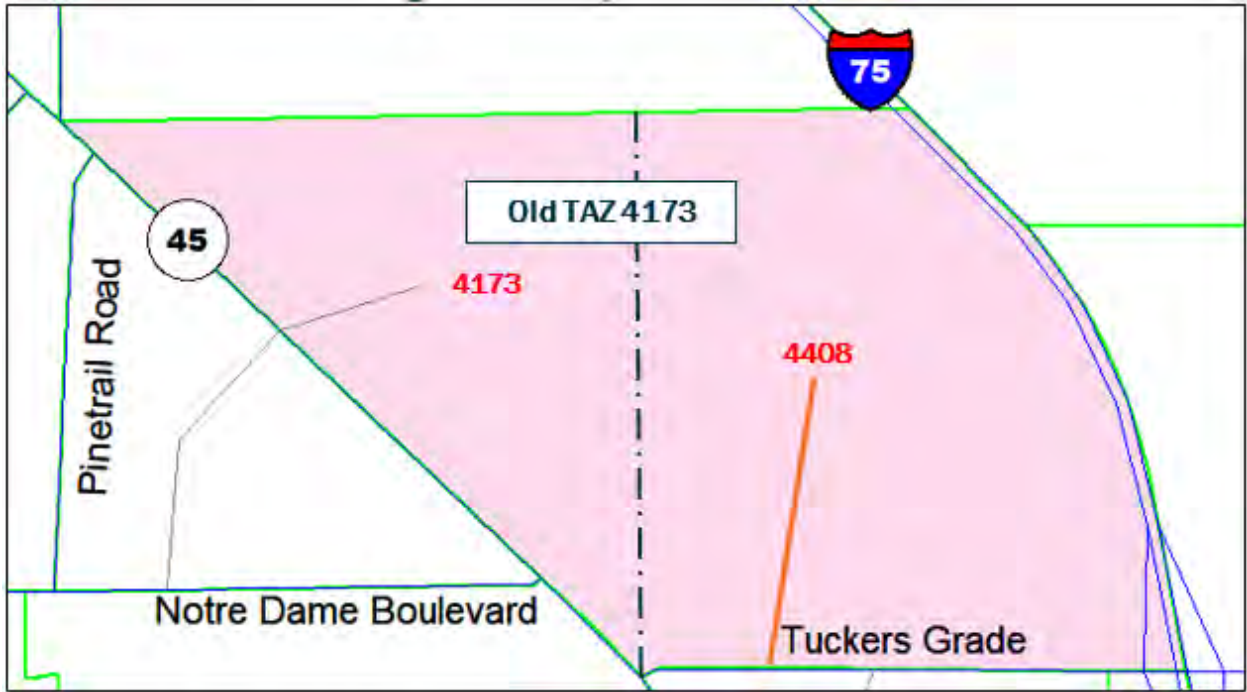 75
Old TAZ 4173
45
4173
Pinetrail Road
4408
Notre Dame Boulevard
Tuckers Grade